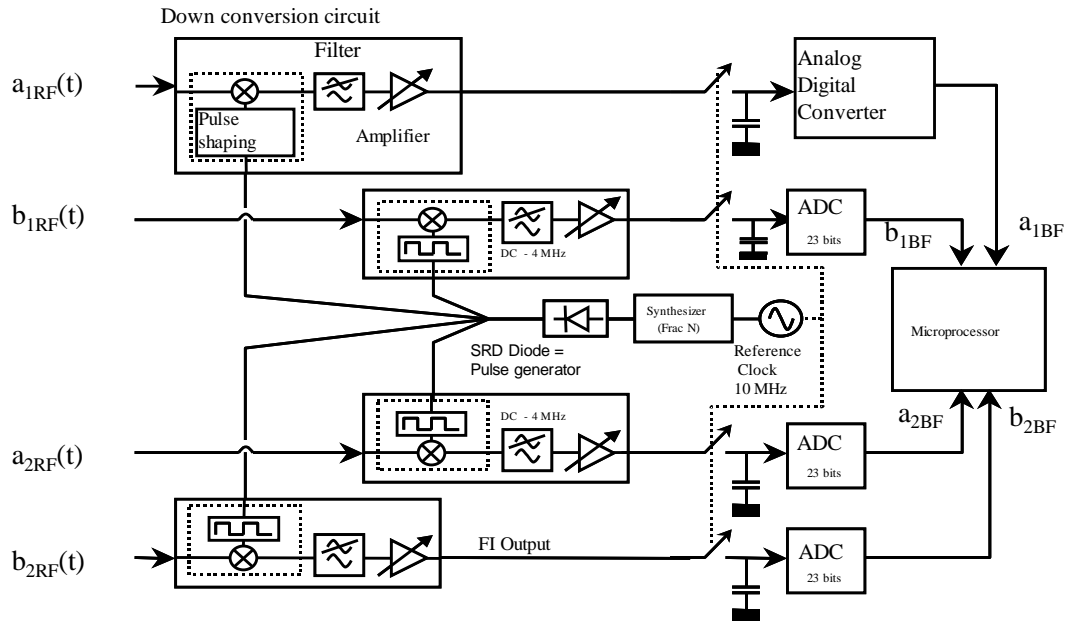 Down conversion circuit
a1RF(t)
Filter
Pulse
shaping
Amplifier
Analog
Digital
Converter
b1RF(t)
DC - 4 MHz
ADC
23 bits
b1BF
a1BF
Synthesizer
(Frac N)
SRD Diode =
Pulse generator
Reference
Clock
10 MHz
Microprocessor
a2RF(t)
DC - 4 MHz
ADC
23 bits
a2BF
b2BF
b2RF(t)
FI Output
ADC
23 bits